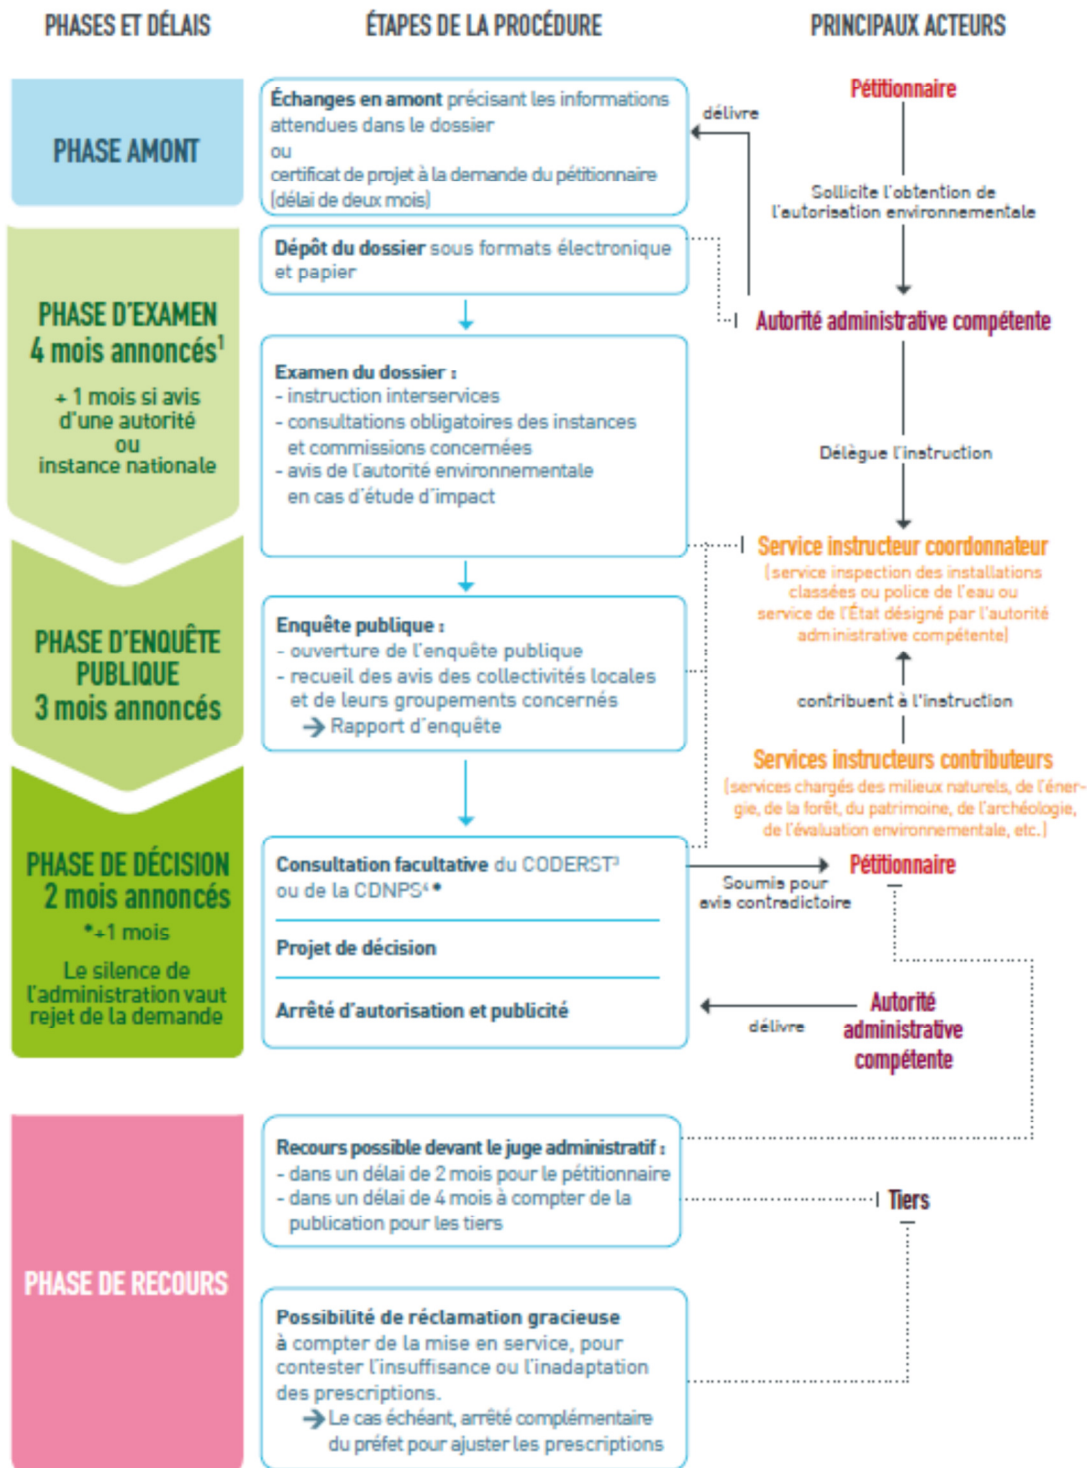 PHASES ET DÉLAIS
ÉTAPES DE LA PROCÉDURE
PRINCIPAUX ACTEURS
PHASE AMONT
Échanges en amont précisant les informations
attendues dans le dossier
ou
certificat de projet à la demande du pétitionnaire
(délai de deux mois)
délivre
Pétitionnaire
Sollicite l'obtention de
l'autorisation environnementale
PHASE D'EXAMEN
4 mois annoncés¹
+ 1 mois si avis
d'une autorité
ou
instance nationale
Dépôt du dossier sous formats électronique
et papier
Autorité administrative compétente
Examen du dossier :
- instruction interservices
- consultations obligatoires des instances
et commissions concernées
- avis de l'autorité environnementale
en cas d'étude d'impact
Délègue l'instruction
Service instructeur coordonnateur
(service inspection des installations
classées ou police de l'eau ou
service de l'État désigné par l'autorité
administrative compétente)
PHASE D'ENQUÊTE
PUBLIQUE
3 mois annoncés
Enquête publique :
- ouverture de l'enquête publique
- recueil des avis des collectivités locales
et de leurs groupements concernés
→ Rapport d'enquête
contribuent à l'instruction
Services instructeurs contributeurs
(services chargés des milieux naturels, de l'éner-
gie, de la forêt, du patrimoine, de l'archéologie,
de l'évaluation environnementale, etc.)
PHASE DE DÉCISION
2 mois annoncés
*+1 mois
Le silence de
l'administration vaut
rejet de la demande
Consultation facultative du CODERST³
ou de la CDNPS⁴ *
Projet de décision
Arrêté d'autorisation et publicité
Soumis pour
avis contradictoire
Pétitionnaire
délivre
Autorité
administrative
compétente
PHASE DE RECOURS
Recours possible devant le juge administratif :
- dans un délai de 2 mois pour le pétitionnaire
- dans un délai de 4 mois à compter de la
publication pour les tiers
Tiers
Possibilité de réclamation gracieuse
à compter de la mise en service, pour
contester l'insuffisance ou l'inadaptation
des prescriptions.
→ Le cas échéant, arrêté complémentaire
du préfet pour ajuster les prescriptions